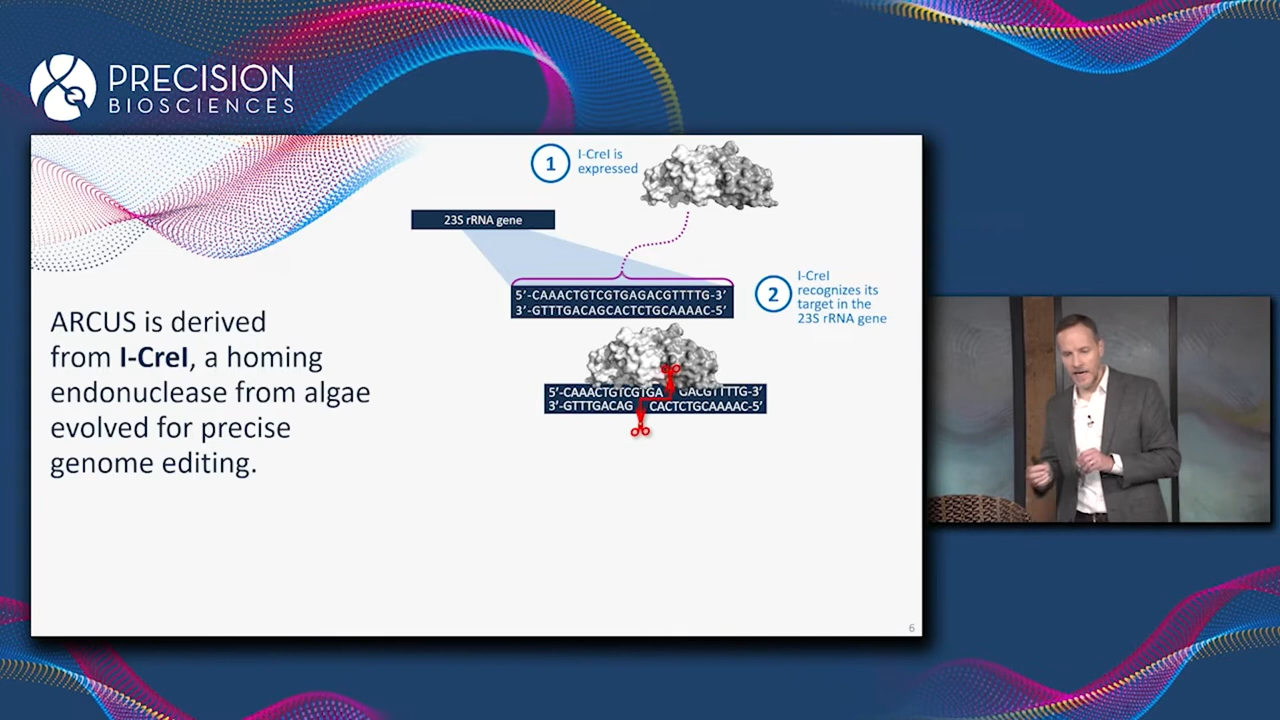 PRECISION
BIOSCIENCES
1
I-CreI is
expressed
23S rRNA gene
5’-CAAACTGTCGTGAGACGTTTTG-3’
3’-GTTTGACAGCACTCTGCAAAAC-5’
2
I-CreI
recognizes its
target in the
23S rRNA gene
5’-CAAACTGTCGTGA GACGTTTTG-3’
3’-GTTTGACAG CACTCTGCAAAAC-5’
ARCUS is derived
from I-CreI, a homing
endonuclease from algae
evolved for precise
genome editing.
6